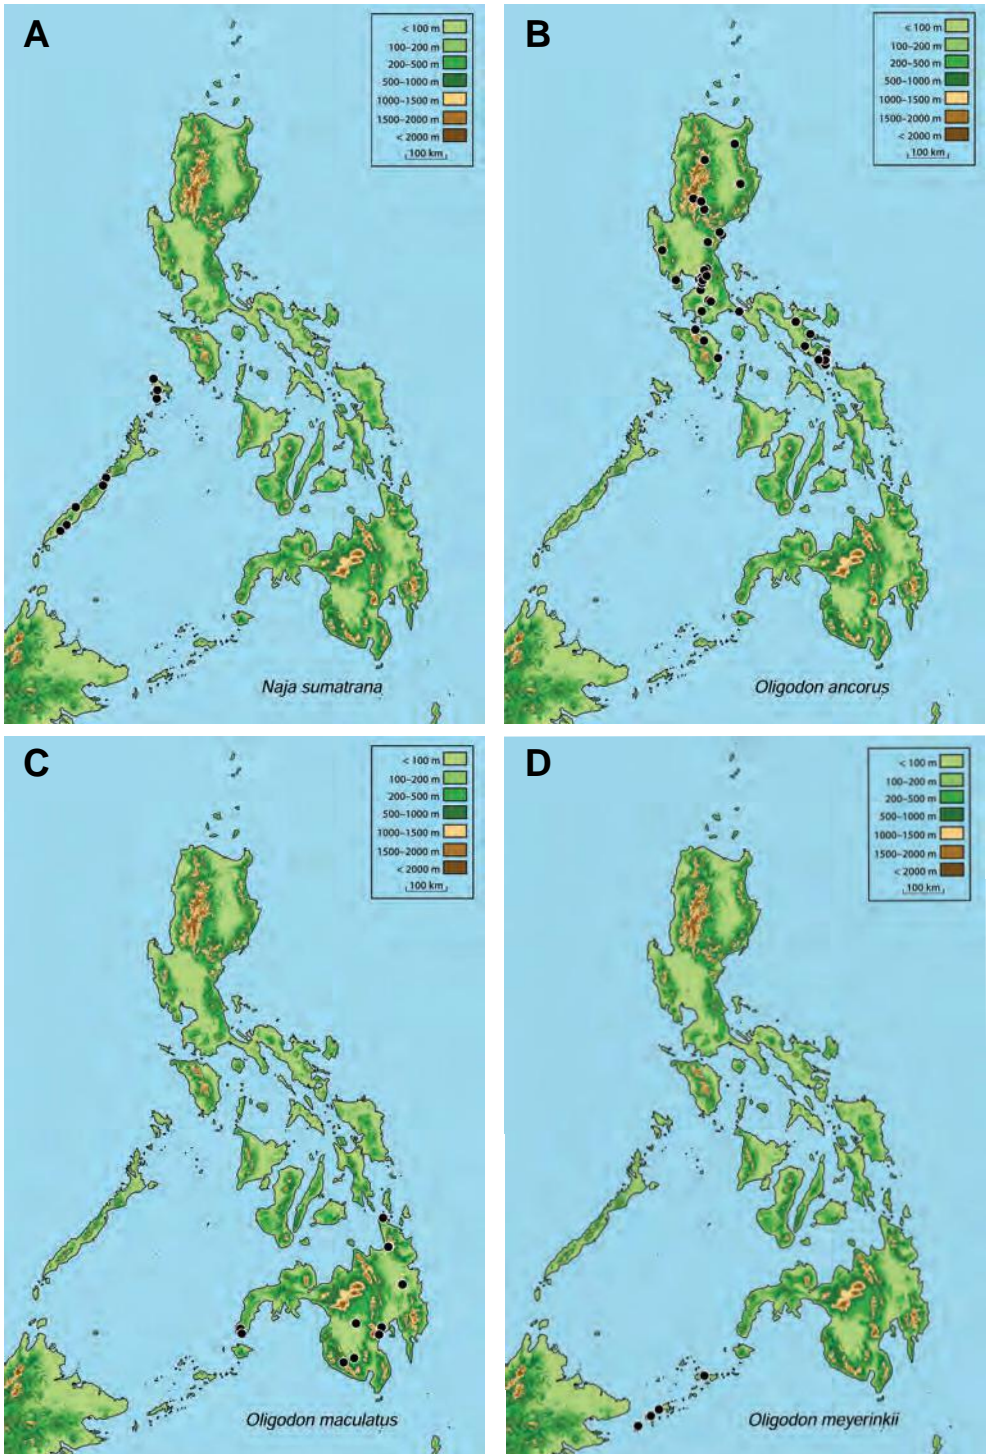 A
< 100 m
100–200 m
200–500 m
500–1000 m
1000–1500 m
1500–2000 m
< 2000 m
100 km
Naja sumatrana
B
< 100 m
100–200 m
200–500 m
500–1000 m
1000–1500 m
1500–2000 m
< 2000 m
100 km
Oligodon ancorus
C
< 100 m
100–200 m
200–500 m
500–1000 m
1000–1500 m
1500–2000 m
< 2000 m
100 km
Oligodon maculatus
D
< 100 m
100–200 m
200–500 m
500–1000 m
1000–1500 m
1500–2000 m
< 2000 m
100 km
Oligodon meyerinkii